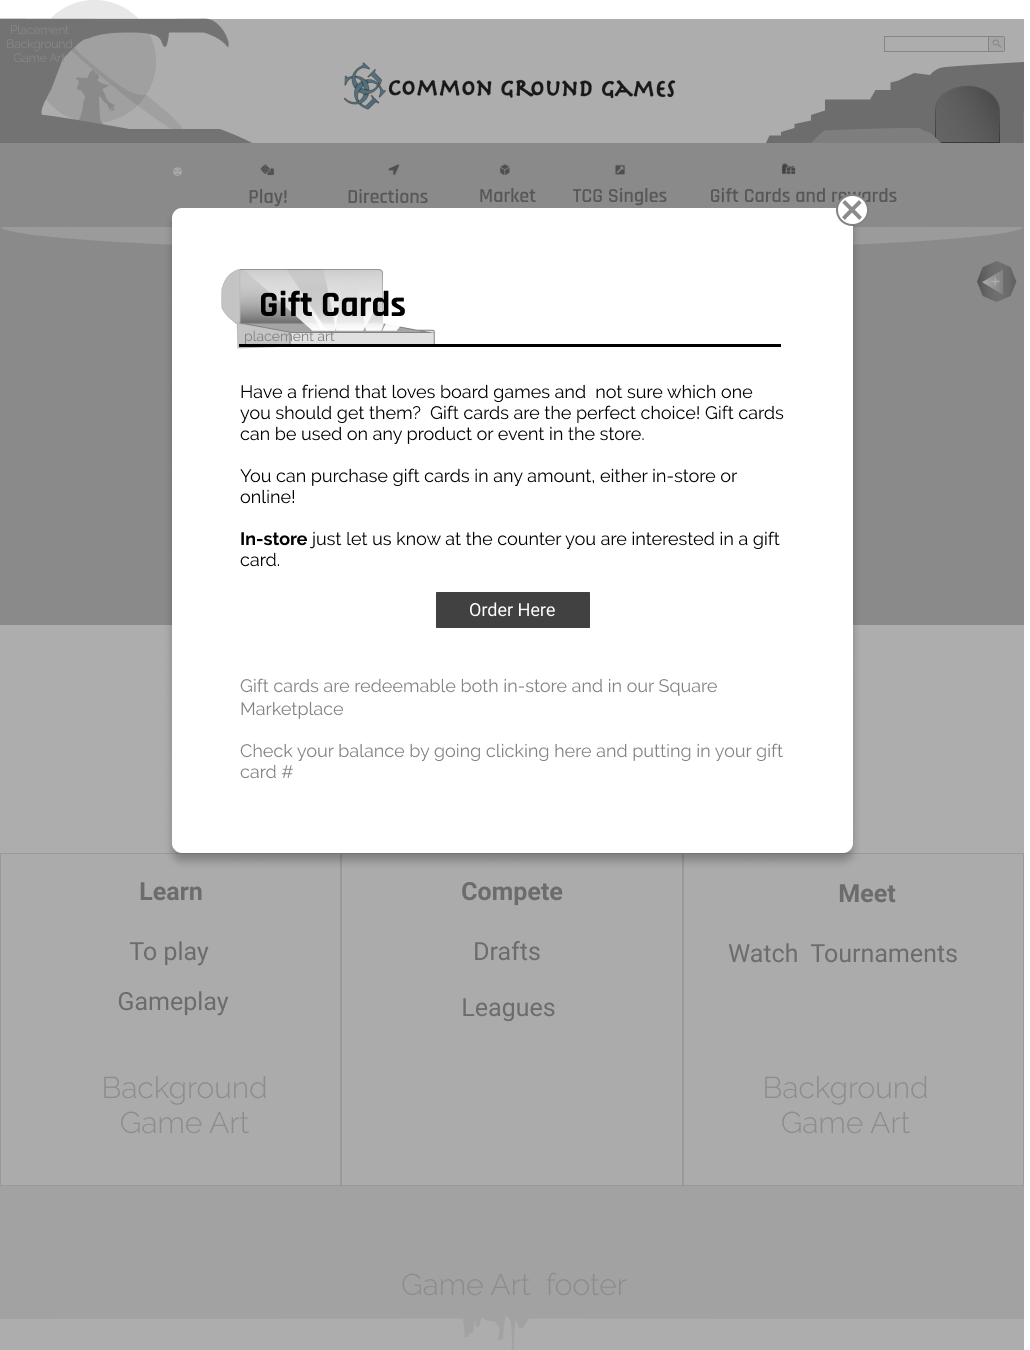 Placement
Background
Game Art
COMMON GROUND GAMES
Play!
Directions
Market
TCG Singles
Gift Cards and rewards
Gift Cards
placement art
Have a friend that loves board games and  not sure which one
you should get them?  Gift cards are the perfect choice! Gift cards
can be used on any product or event in the store.
You can purchase gift cards in any amount, either in-store or
online!
In-store just let us know at the counter you are interested in a gift
card.
Order Here
Gift cards are redeemable both in-store and in our Square
Marketplace
Check your balance by going clicking here and putting in your gift
card #
Learn
To play
Gameplay
Background
Game Art
Compete
Drafts
Leagues
Meet
Watch  Tournaments
Background
Game Art
Game Art  footer